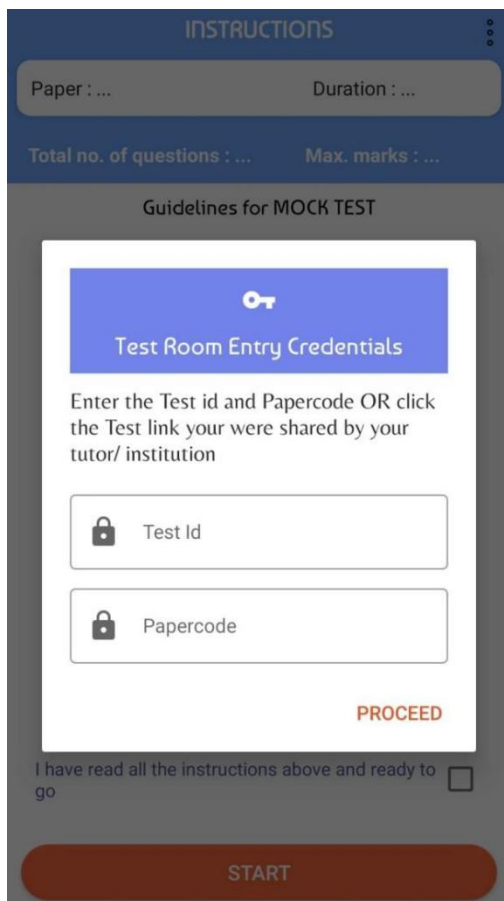 INSTRUCTIONS
Paper : ...
Duration : ...
Total no. of questions : ...
Max. marks : ...
Guidelines for MOCK TEST
Test Room Entry Credentials
Enter the Test id and Papercode OR click
the Test link your were shared by your
tutor/ institution
Test Id
Papercode
PROCEED
I have read all the instructions above and ready to
go
START